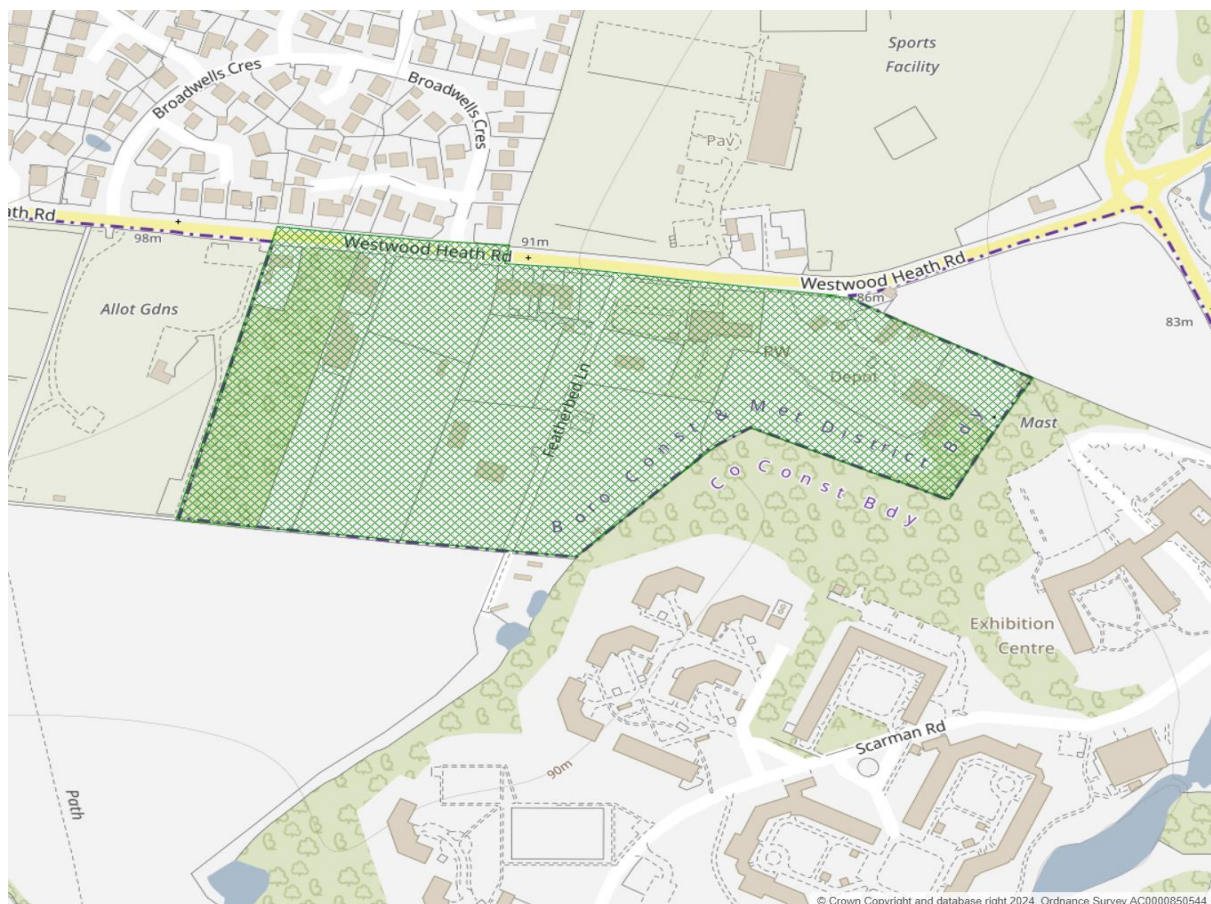 Sports
Facility
Broadwells Cres
Broadwells Cres
Pav
ath Rd
98m
Westwood Heath Rd
91m
Westwood Heath Rd
86m
83m
Allot Gdns
PW
Depot
Featherbed Ln
Mast
Boro Const & Met District Bdy
Co Const Bdy
Exhibition
Centre
Scarman Rd
90m
Path
© Crown Copyright and database right 2024. Ordnance Survey AC0000850544